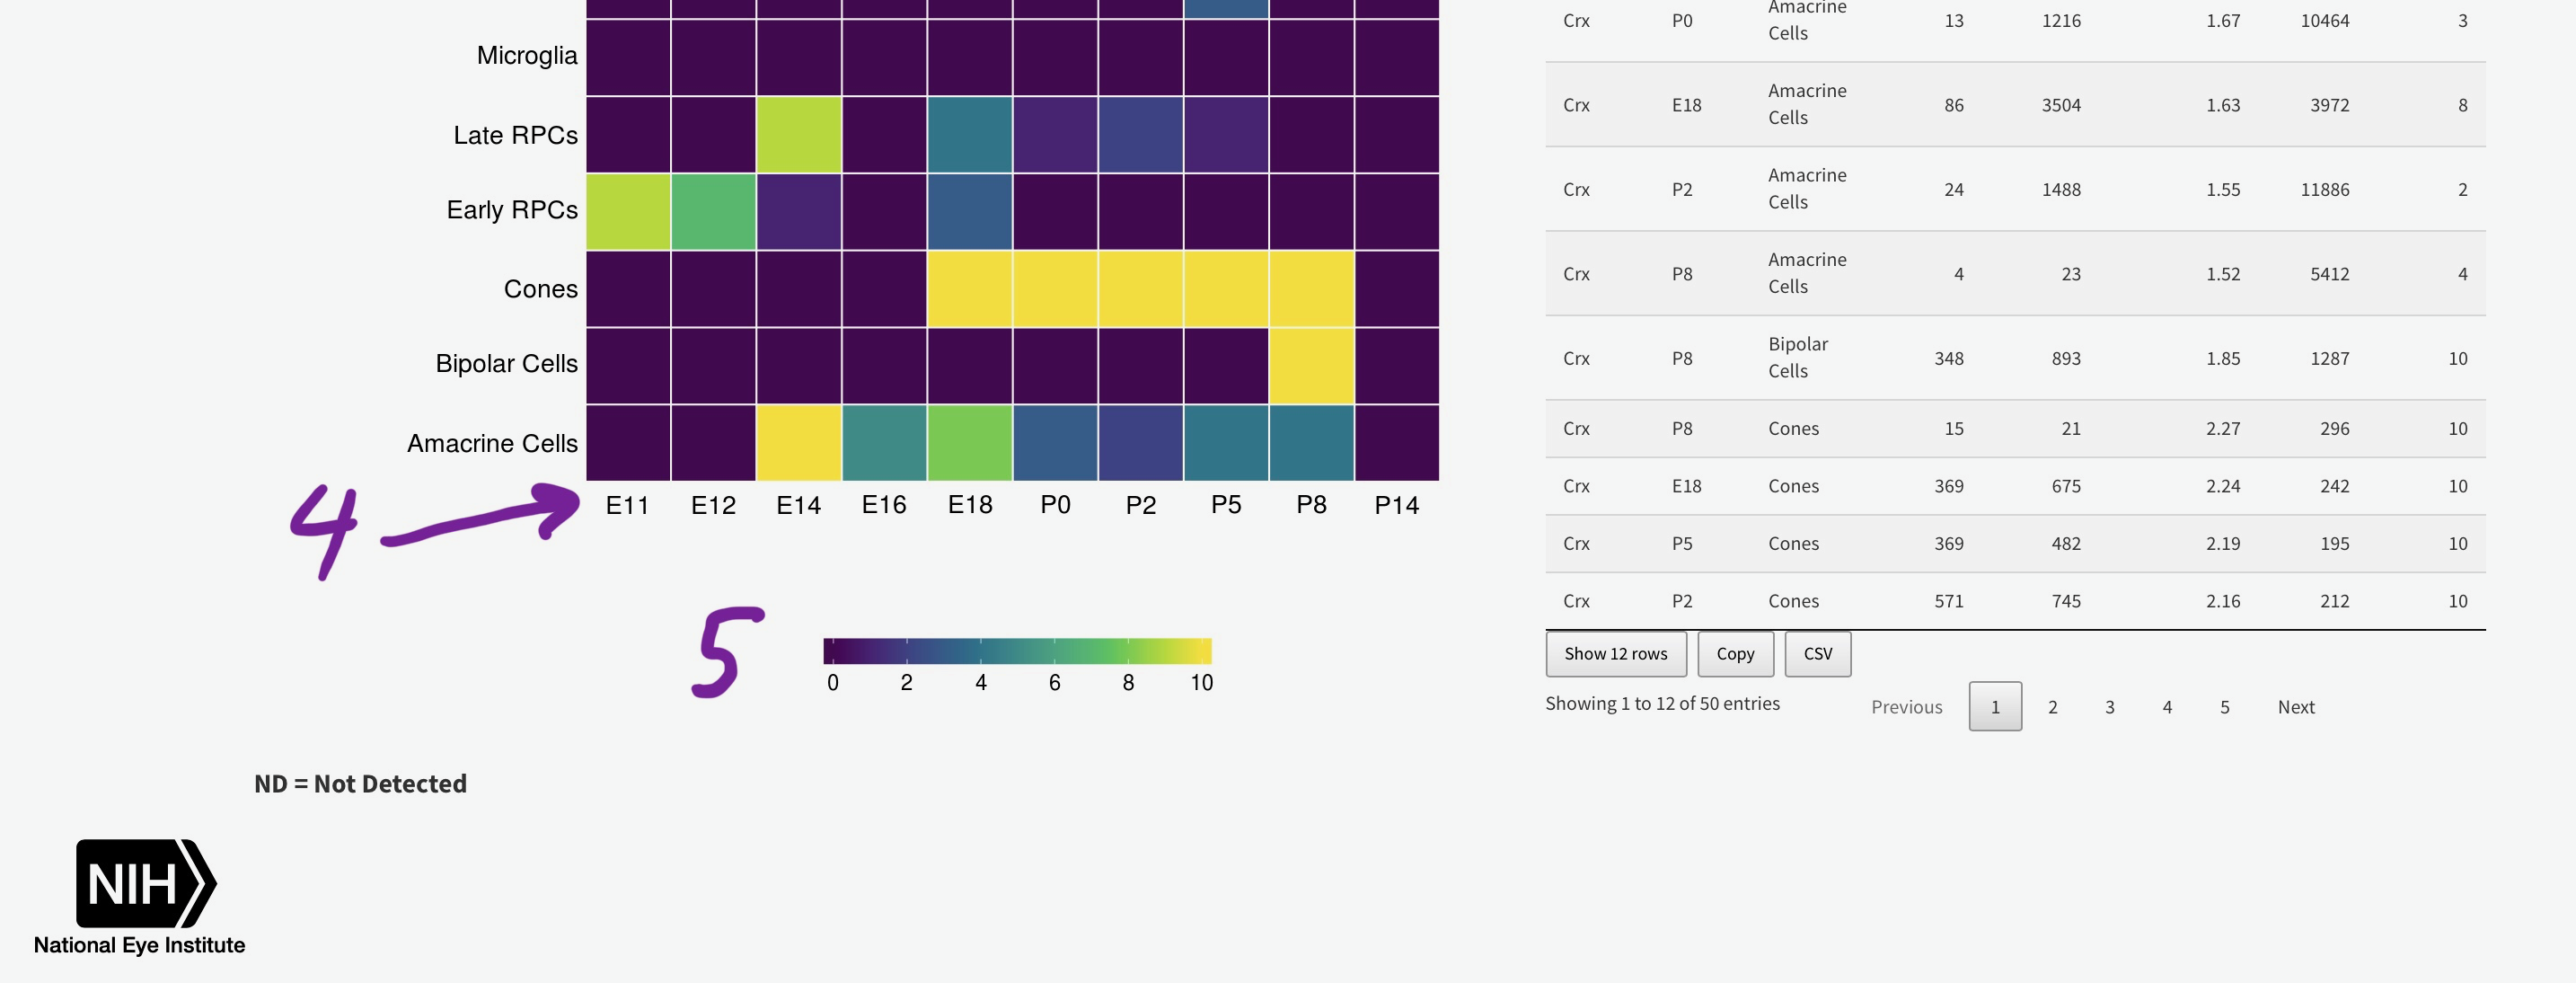 Microglia
Late RPCs
Early RPCs
Cones
Bipolar Cells
Amacrine Cells
E11 E12 E14 E16 E18 P0 P2 P5 P8 P14
4
5
0 2 4 6 8 10
ND = Not Detected
NIH
National Eye Institute
Crx P0 Amacrine Cells 13 1216 1.67 10464 3
Crx E18 Amacrine Cells 86 3504 1.63 3972 8
Crx P2 Amacrine Cells 24 1488 1.55 11886 2
Crx P8 Amacrine Cells 4 23 1.52 5412 4
Crx P8 Bipolar Cells 348 893 1.85 1287 10
Crx P8 Cones 15 21 2.27 296 10
Crx E18 Cones 369 675 2.24 242 10
Crx P5 Cones 369 482 2.19 195 10
Crx P2 Cones 571 745 2.16 212 10
Show 12 rows Copy CSV
Showing 1 to 12 of 50 entries Previous 1 2 3 4 5 Next